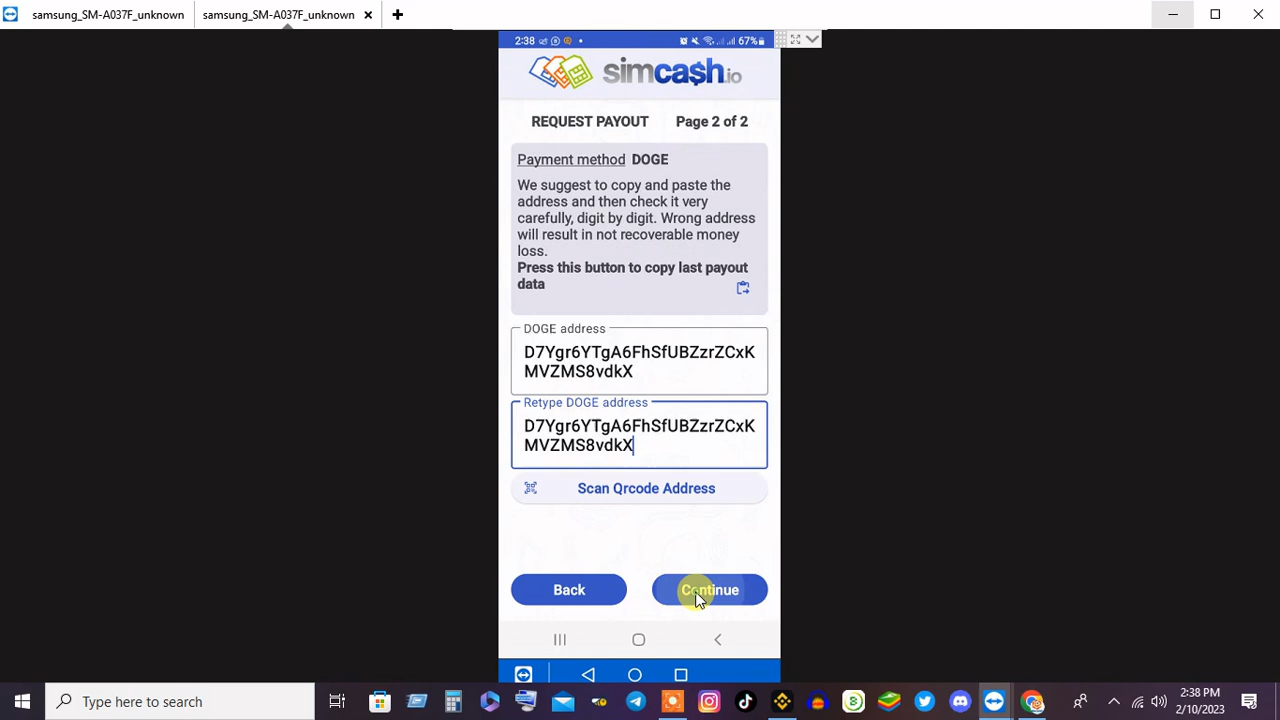 samsung_SM-A037F_unknown
samsung_SM-A037F_unknown
2:38
67%
simcash.io
REQUEST PAYOUT Page 2 of 2
Payment method DOGE
We suggest to copy and paste the
address and then check it very
carefully, digit by digit. Wrong address
will result in not recoverable money
loss.
Press this button to copy last payout
data
DOGE address
D7Ygr6YTgA6FhSfUBZzrZCxK
MVZMS8vdkX
Retype DOGE address
D7Ygr6YTgA6FhSfUBZzrZCxK
MVZMS8vdkX
Scan Qrcode Address
Back Continue
Type here to search
2:38 PM
2/10/2023